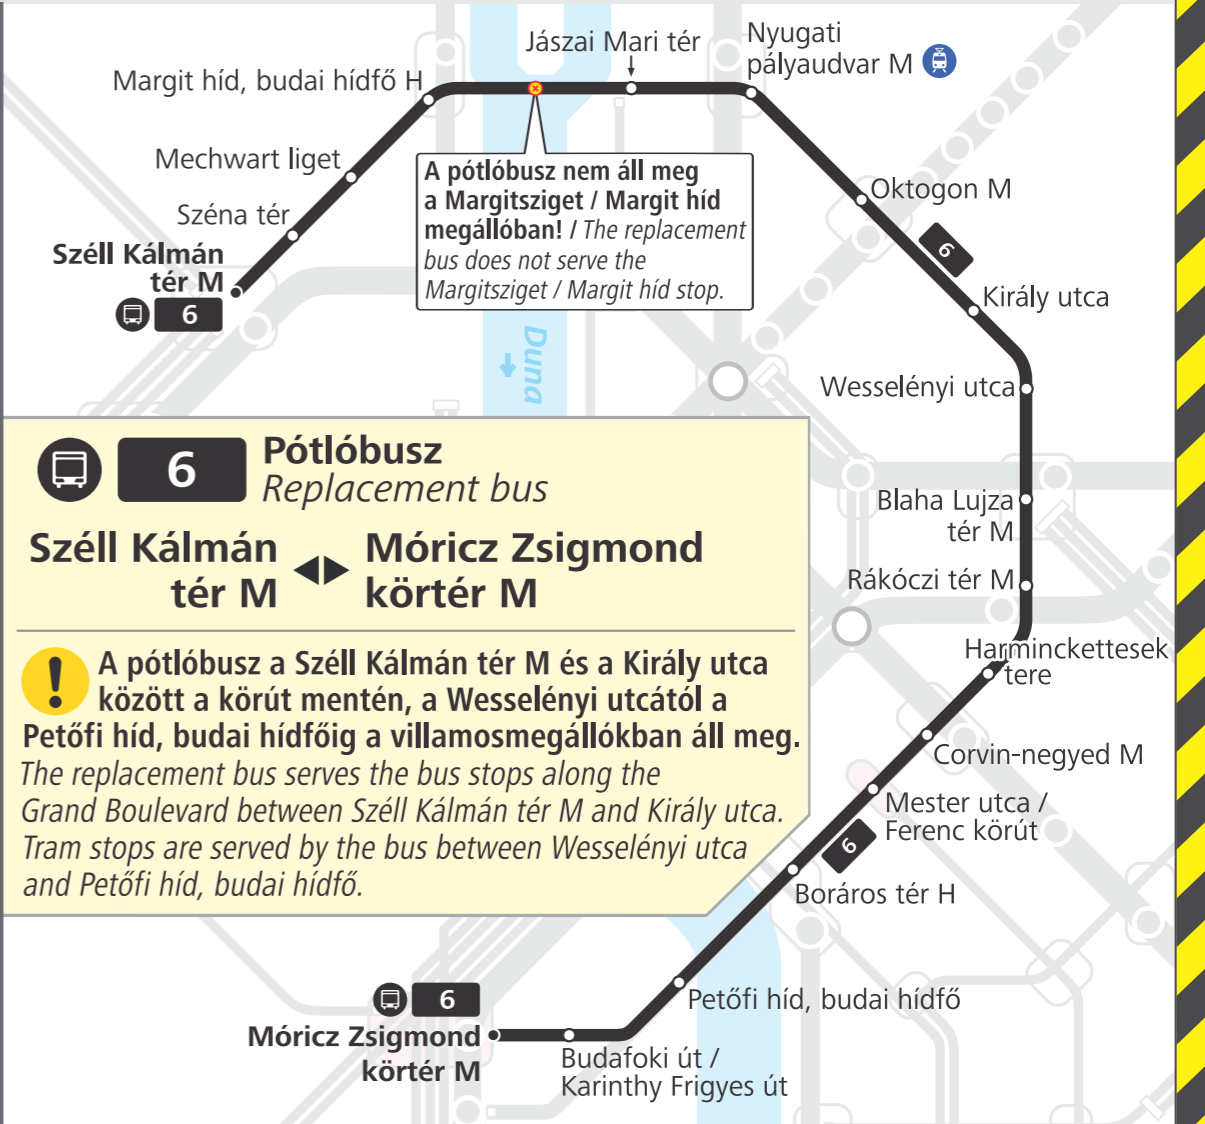 Jászai Mari tér
Nyugati
pályaudvar M
Margit híd, budai hídfő H
Mechwart liget
Széna tér
Széll Kálmán
tér M
6
A pótlóbusz nem áll meg
a Margitsziget / Margit híd
megállóban! / The replacement
bus does not serve the
Margitsziget / Margit híd stop.
Oktogon M
6
Király utca
Duna
Wesselényi utca
Blaha Lujza
tér M
Rákóczi tér M
Harminckettesek
tere
Corvin-negyed M
Mester utca /
Ferenc körút
6
Boráros tér H
Petőfi híd, budai hídfő
Budafoki út /
Karinthy Frigyes út
6
Móricz Zsigmond
körtér M
6 Pótlóbusz
Replacement bus
Széll Kálmán
tér M
Móricz Zsigmond
körtér M
A pótlóbusz a Széll Kálmán tér M és a Király utca
között a körút mentén, a Wesselényi utcától a
Petőfi híd, budai hídfőig a villamosmegállókban áll meg.
The replacement bus serves the bus stops along the
Grand Boulevard between Széll Kálmán tér M and Király utca.
Tram stops are served by the bus between Wesselényi utca
and Petőfi híd, budai hídfő.